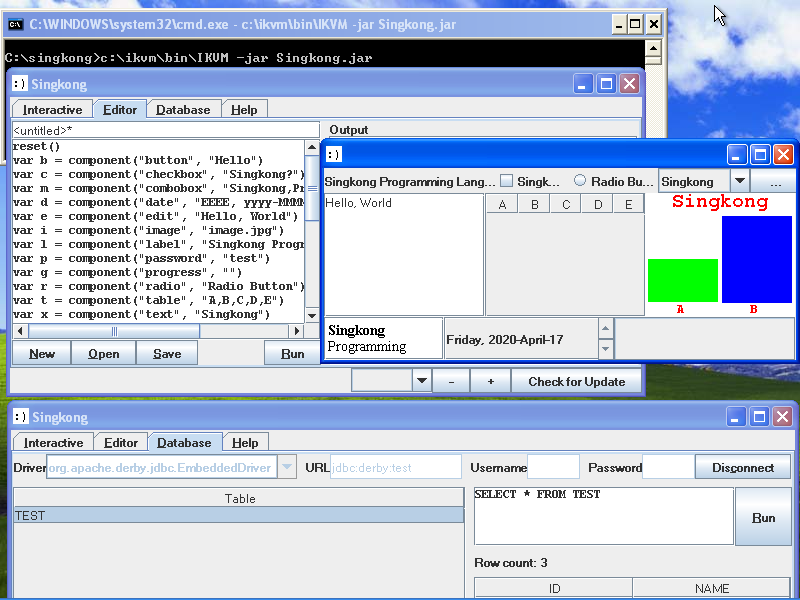 C:\WINDOWS\system32\cmd.exe - c:\ikvm\bin\IKVM -jar Singkong.jar
C:\singkong>c:\ikvm\bin\IKVM -jar Singkong.jar
:) Singkong
Interactive Editor Database Help
<untitled>*
Output
reset()
var b = component("button", "Hello")
var c = component("checkbox", "Singkong?")
var m = component("combobox", "Singkong,Pr
var d = component("date", "EEEE, yyyy-MMMM
var e = component("edit", "Hello, World")
var i = component("image", "image.jpg")
var l = component("label", "Singkong Progr
var p = component("password", "test")
var g = component("progress", "")
var r = component("radio", "Radio Button")
var t = component("table", "A,B,C,D,E")
var x = component("text", "Singkong")
New Open Save Run
:)
Singkong Programming Lang... Singk... Radio Bu... Singkong ...
Hello, World
A B C D E
Singkong
A B
Singkong
Programming
Friday, 2020-April-17
- + Check for Update
:) Singkong
Interactive Editor Database Help
Driver org.apache.derby.jdbc.EmbeddedDriver URL jdbc:derby:test Username Password Disconnect
Table
TEST
SELECT * FROM TEST
Run
Row count: 3
ID NAME